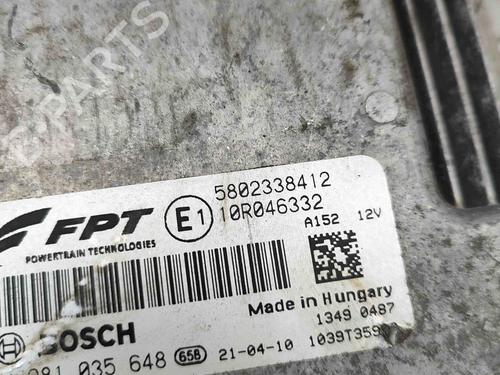 PARTS
5802338412
FPT E1 10R046332
POWERTRAIN TECHNOLOGIES A152 12V
Made in Hungary
BOSCH 1349 0487
035 648 65B 21-04-10